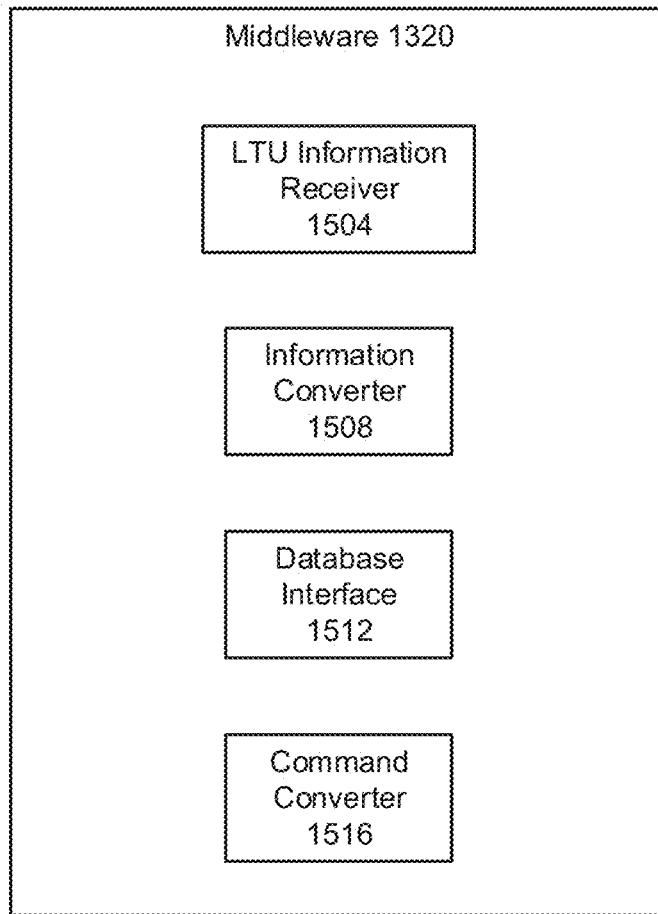 Middleware 1320
LTU Information
Receiver
1504
Information
Converter
1508
Database
Interface
1512
Command
Converter
1516